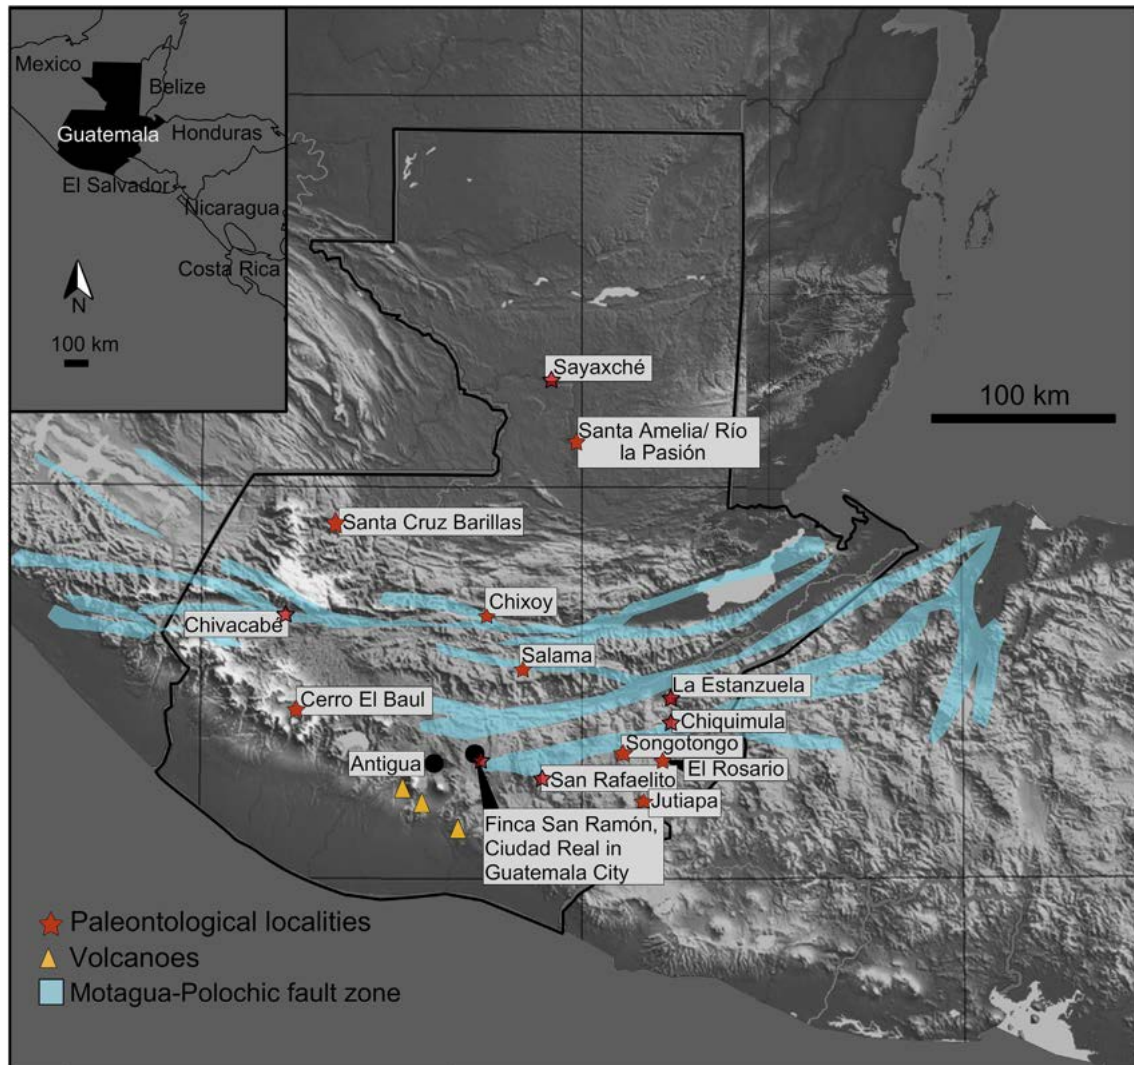 Mexico
Belize
Guatemala
Honduras
El Salvador
Nicaragua
Costa Rica
N
100 km
Sayaxché
100 km
Santa Amelia/ Río
la Pasión
Santa Cruz Barillas
Chixoy
Chivacabé
Salama
La Estanzuela
Cerro El Baul
Chiquimula
Songotongo
Antigua
El Rosario
San Rafaelito
Jutiapa
Finca San Ramón,
Ciudad Real in
Guatemala City
Paleontological localities
Volcanoes
Motagua-Polochic fault zone